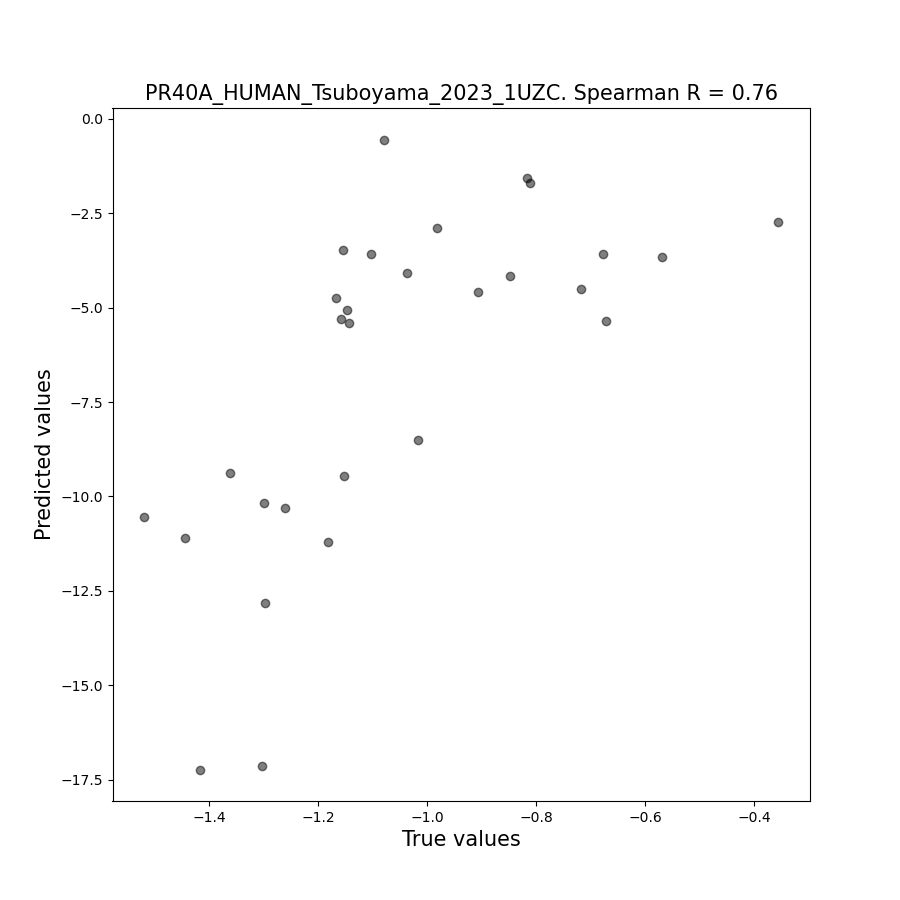 PR40A_HUMAN_Tsuboyama_2023_1UZC. Spearman R = 0.76
0.0
−2.5
−5.0
−7.5
−10.0
−12.5
−15.0
−17.5
Predicted values
−1.4 −1.2 −1.0 −0.8 −0.6 −0.4
True values